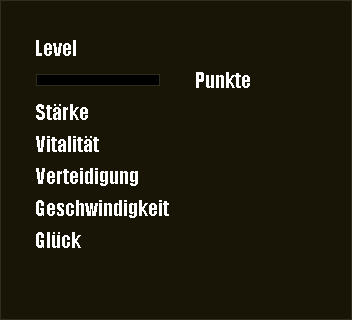 Level
Punkte
Stärke
Vitalität
Verteidigung
Geschwindigkeit
Glück